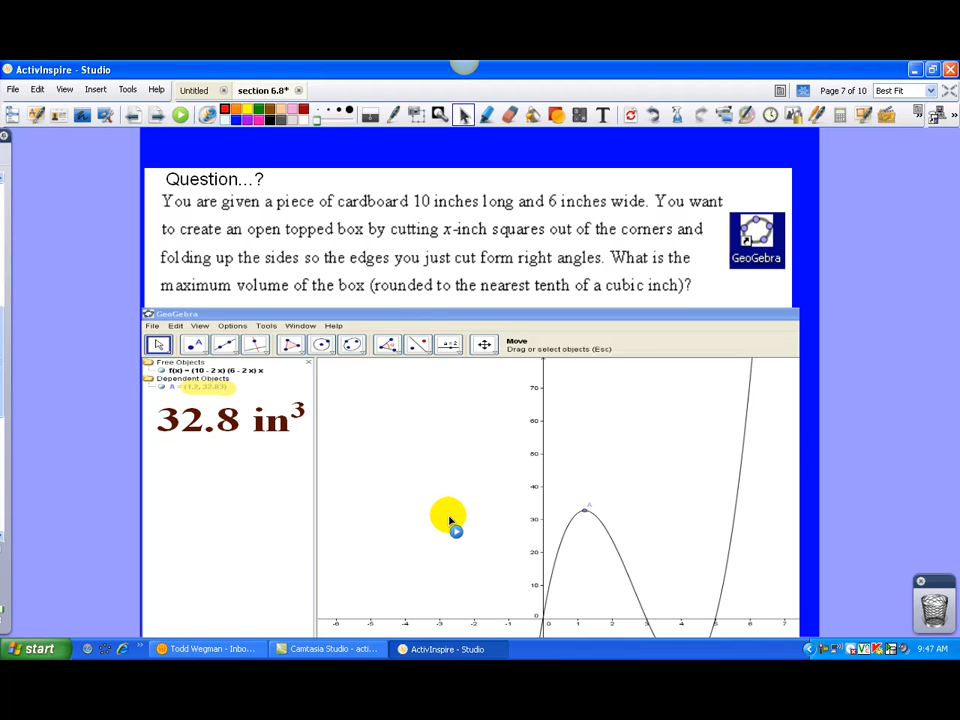 ActivInspire - Studio
File Edit View Insert Tools Help
Untitled
section 6.8*
Page 7 of 10
Best Fit
Question...?
You are given a piece of cardboard 10 inches long and 6 inches wide. You want
to create an open topped box by cutting x-inch squares out of the corners and
folding up the sides so the edges you just cut form right angles. What is the
maximum volume of the box (rounded to the nearest tenth of a cubic inch)?
GeoGebra
GeoGebra
File Edit View Options Tools Window Help
Move
Drag or select objects (Esc)
Free Objects
f(x) = (10 - 2 x) (6 - 2 x) x
Dependent Objects
A = (1.2, 32.83)
32.8 in³
A
70
60
50
40
30
20
10
0
-6 -5 -4 -3 -2 -1 0 1 2 3 4 5 6 7
start
Todd Wegman - Inbo...
Camtasia Studio - acti...
ActivInspire - Studio
9:47 AM